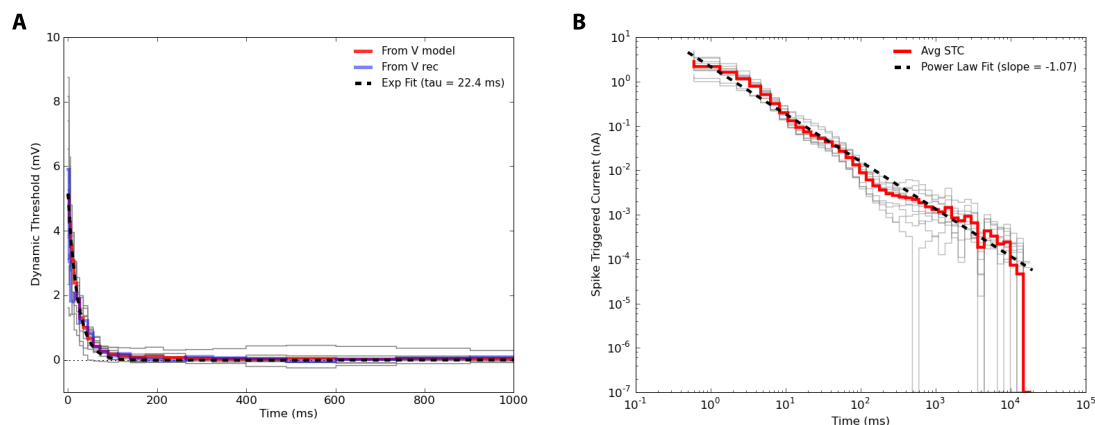 A
10
8
6
4
2
0
Dynamic Threshold (mV)
From V model
From V rec
Exp Fit (tau = 22.4 ms)
0 200 400 600 800 1000
Time (ms)
B
10^1
10^0
10^-1
10^-2
10^-3
10^-4
10^-5
10^-6
10^-7
Spike Triggered Current (nA)
Avg STC
Power Law Fit (slope = -1.07)
10^-1 10^0 10^1 10^2 10^3 10^4 10^5
Time (ms)